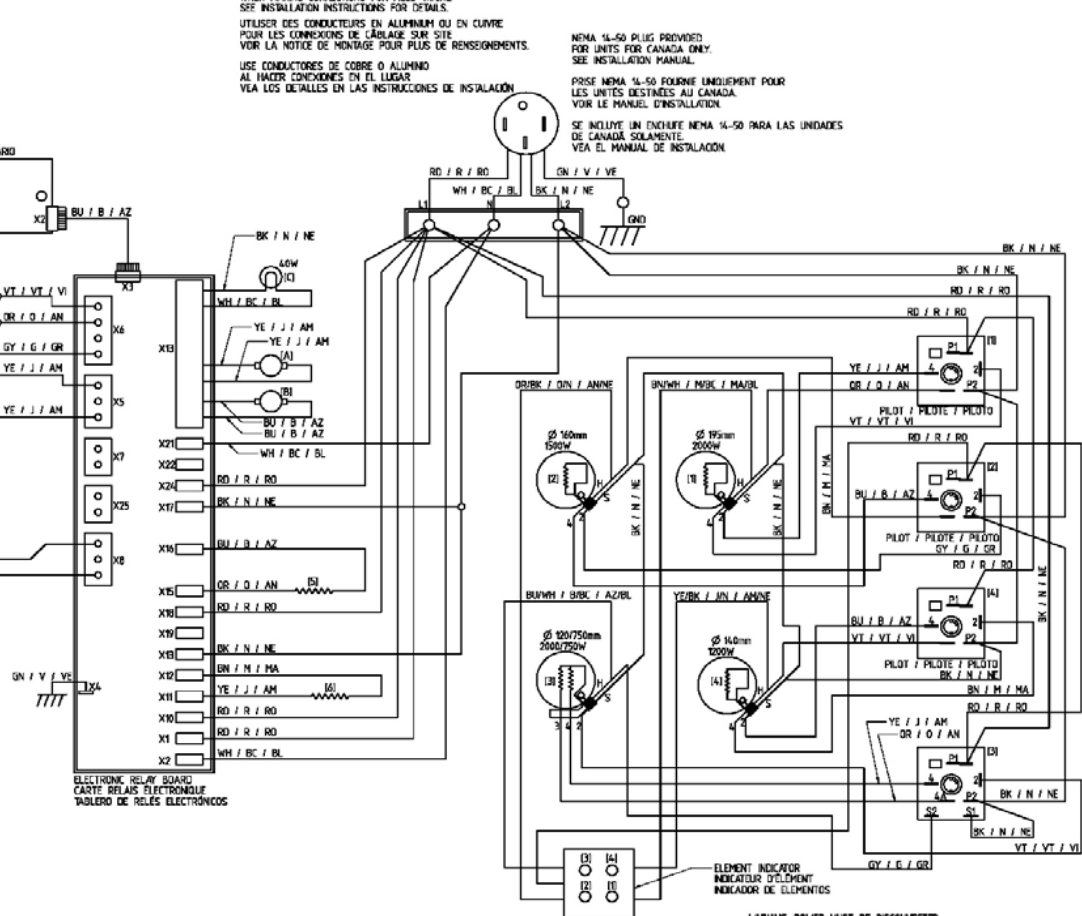 SEE INSTALLATION INSTRUCTIONS FOR DETAILS.
UTILISER DES CONDUCTEURS EN ALUMINIUM OU EN CUIVRE
POUR LES CONNEXIONS DE CÂBLAGE SUR SITE
VOIR LA NOTICE DE MONTAGE POUR PLUS DE RENSEIGNEMENTS.
USE CONDUCTORES DE COBRE O ALUMINIO
AL HACER CONEXIONES EN EL LUGAR
VEA LOS DETALLES EN LAS INSTRUCCIONES DE INSTALACIÓN
NEMA 14-50 PLUG PROVIDED
FOR UNITS FOR CANADA ONLY.
SEE INSTALLATION MANUAL.
PRISE NEMA 14-50 FOURNIE UNIQUEMENT POUR
LES UNITÉS DESTINÉES AU CANADA.
VOIR LE MANUEL D'INSTALLATION.
SE INCLUYE UN ENCHUFE NEMA 14-50 PARA LAS UNIDADES
DE CANADÁ SOLAMENTE.
VEA EL MANUAL DE INSTALACIÓN.
RD / R / RO
GN / V / VE
WH / BC / BL
BK / N / NE
L1
N
L2
GND
X2
BU / B / AZ
X3
BK / N / NE
40W
[C]
WH / BC / BL
YE / J / AM
YE / J / AM
[A]
[B]
BU / B / AZ
BU / B / AZ
WH / BC / BL
VT / VT / VI
OR / O / AN
GY / G / GR
YE / J / AM
YE / J / AM
X6
X5
X7
X25
X8
X13
X21
X22
X24
RD / R / RO
X17
BK / N / NE
X16
BU / B / AZ
X15
OR / O / AN
[5]
X18
RD / R / RO
X19
X13
BK / N / NE
X12
BN / M / MA
X11
YE / J / AM
[6]
X10
RD / R / RO
X1
RD / R / RO
X2
WH / BC / BL
GN / V / VE
X4
ELECTRONIC RELAY BOARD
CARTE RELAIS ÉLECTRONIQUE
TABLERO DE RELÉS ELECTRÓNICOS
BK / N / NE
BK / N / NE
RD / R / RO
RD / R / RO
YE / J / AM
OR / O / AN
P1
[1]
4
2
P2
PILOT / PILOTE / PILOTO
VT / VT / VI
RD / R / RO
OR/BK / O/N / AN/NE
BN/WH / M/BC / MA/BL
Ø 160mm
1500W
[2]
H
S
4
2
BK / N / NE
Ø 195mm
2000W
[1]
H
S
4
2
BK / N / NE
BN / M / MA
BU / B / AZ
P1
[2]
4
2
P2
PILOT / PILOTE / PILOTO
GY / G / GR
RD / R / RO
BU/WH / B/BC / AZ/BL
YE/BK / J/N / AM/NE
Ø 120/750mm
2000/750W
[3]
H
S
3 4 2
Ø 140mm
1200W
[4]
H
S
4 2
BU / B / AZ
VT / VT / VI
P1
[4]
4
2
P2
BK / N / NE
PILOT / PILOTE / PILOTO
BK / N / NE
BN / M / MA
RD / R / RO
YE / J / AM
OR / O / AN
P1
[3]
4
2
4A
P2
S2
S1
BK / N / NE
BK / N / NE
VT / VT / VI
GY / G / GR
[3]
[4]
[2]
[1]
ELEMENT INDICATOR
INDICATEUR D'ÉLÉMENT
INDICADOR DE ELEMENTOS